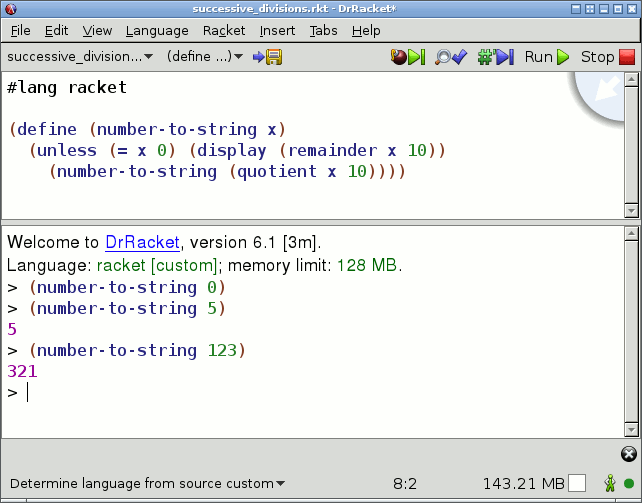 successive_divisions.rkt - DrRacket*
File Edit View Language Racket Insert Tabs Help
successive_division...▾ (define ...)▾ Run Stop
#lang racket
(define (number-to-string x)
(unless (= x 0) (display (remainder x 10))
(number-to-string (quotient x 10))))
Welcome to DrRacket, version 6.1 [3m].
Language: racket [custom]; memory limit: 128 MB.
> (number-to-string 0)
> (number-to-string 5)
5
> (number-to-string 123)
321
>
Determine language from source custom▾ 8:2 143.21 MB